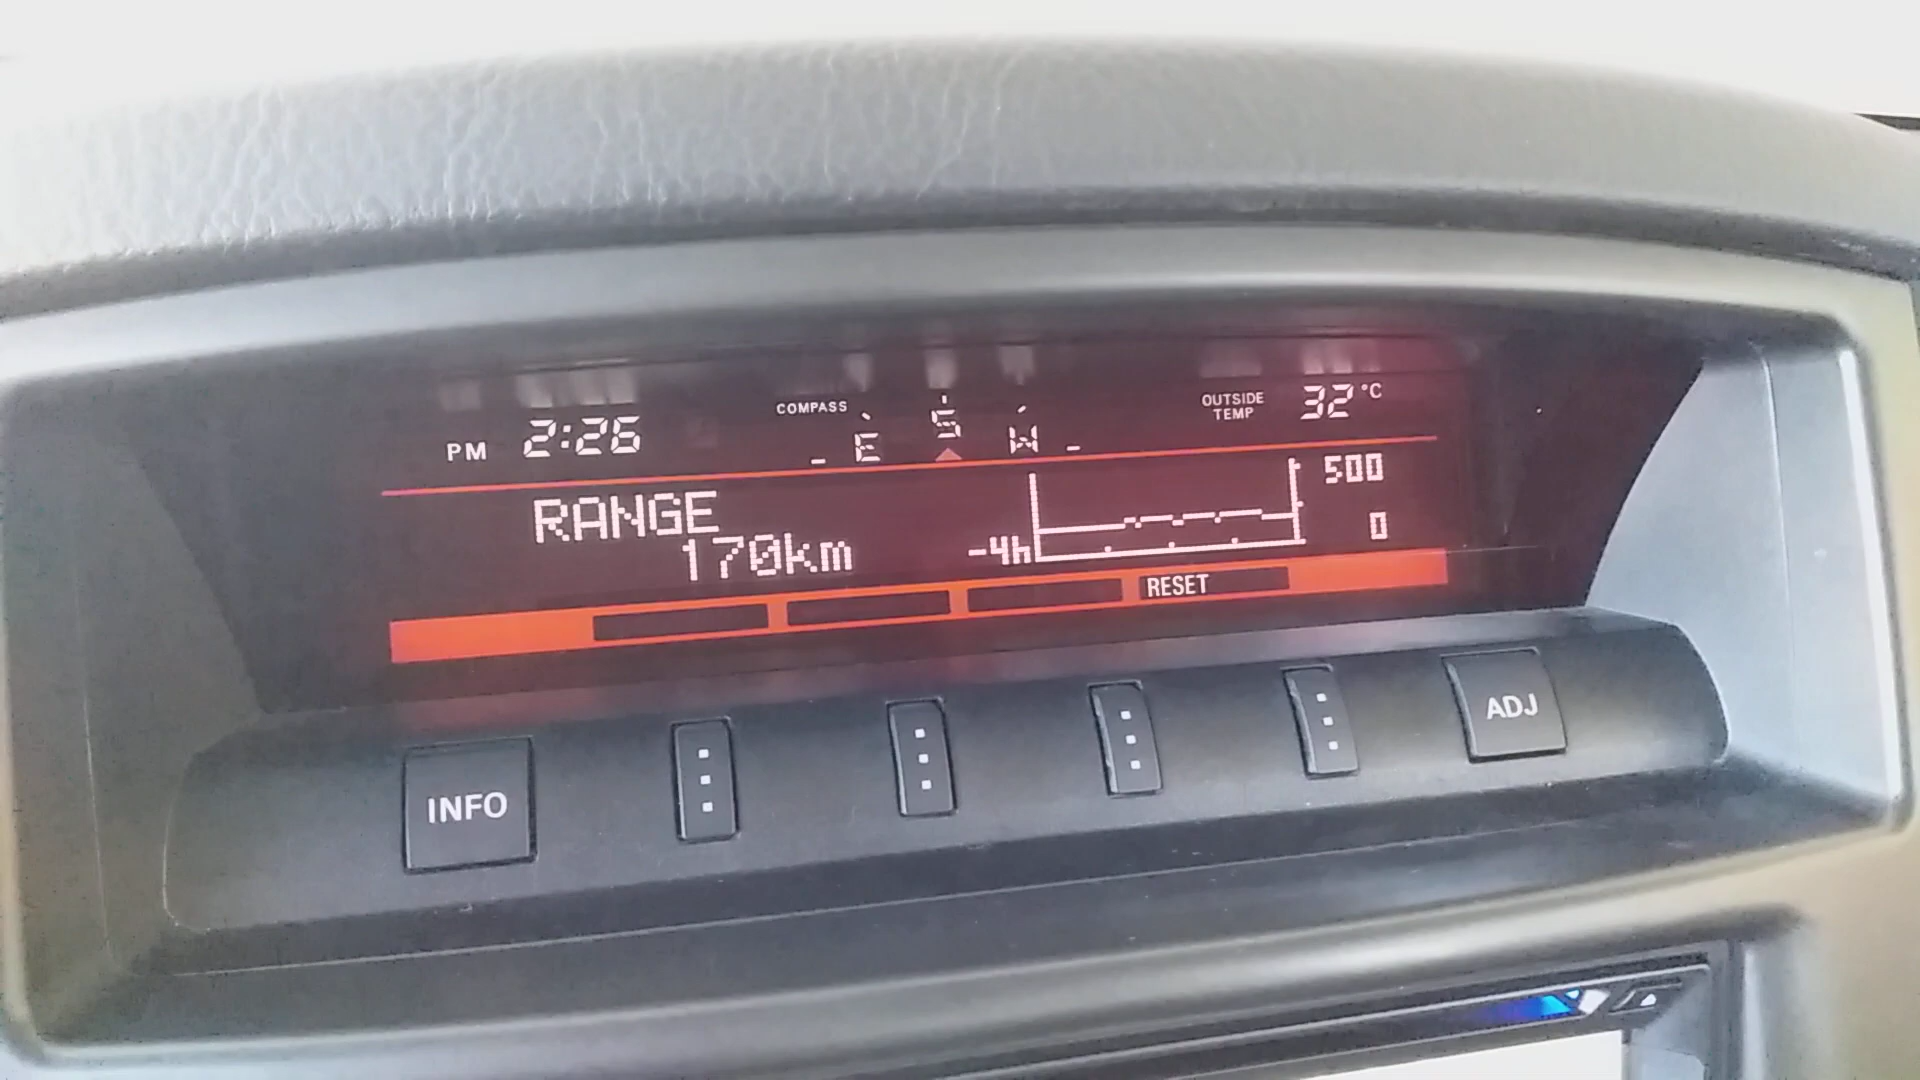 PM 2:26
COMPASS E S W
OUTSIDE TEMP 32°C
RANGE
170km
-4h
500
0
RESET
INFO
ADJ